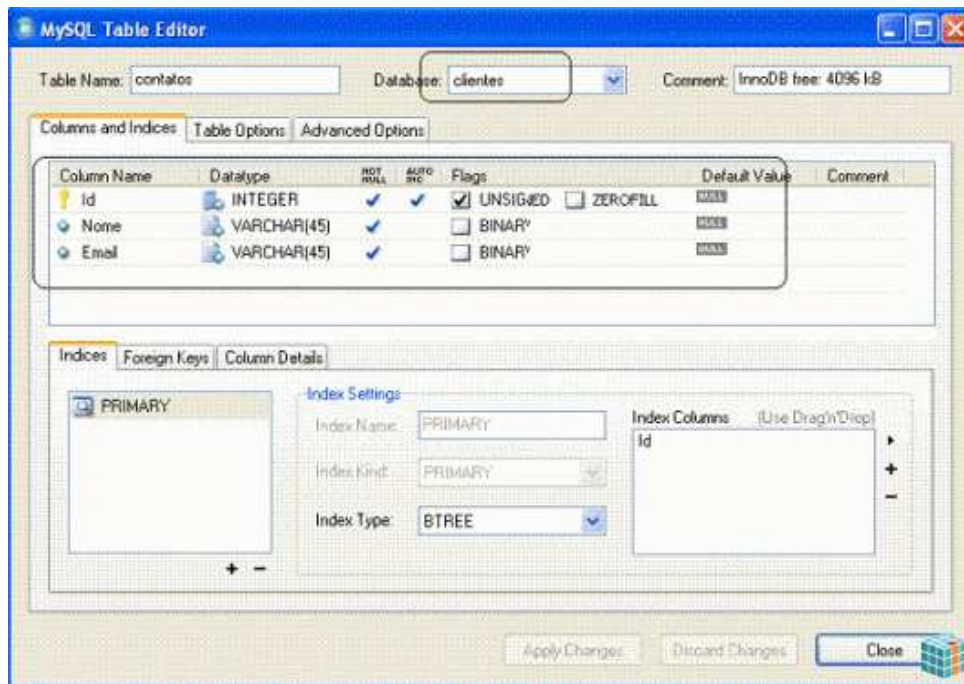 MySQL Table Editor
Table Name: contatos Database: clientes Comment: InnoDB free: 4096 kB
Columns and Indices Table Options Advanced Options
Column Name Datatype NOT NULL AUTO INC Flags Default Value Comment
Id INTEGER UNSIGNED ZEROFILL NULL
Nome VARCHAR(45) BINARY NULL
Email VARCHAR(45) BINARY NULL
Indices Foreign Keys Column Details
PRIMARY
Index Settings
Index Name: PRIMARY
Index Kind: PRIMARY
Index Type: BTREE
Index Columns (Use Drag'n'Drop)
Id
Apply Changes Discard Changes Close